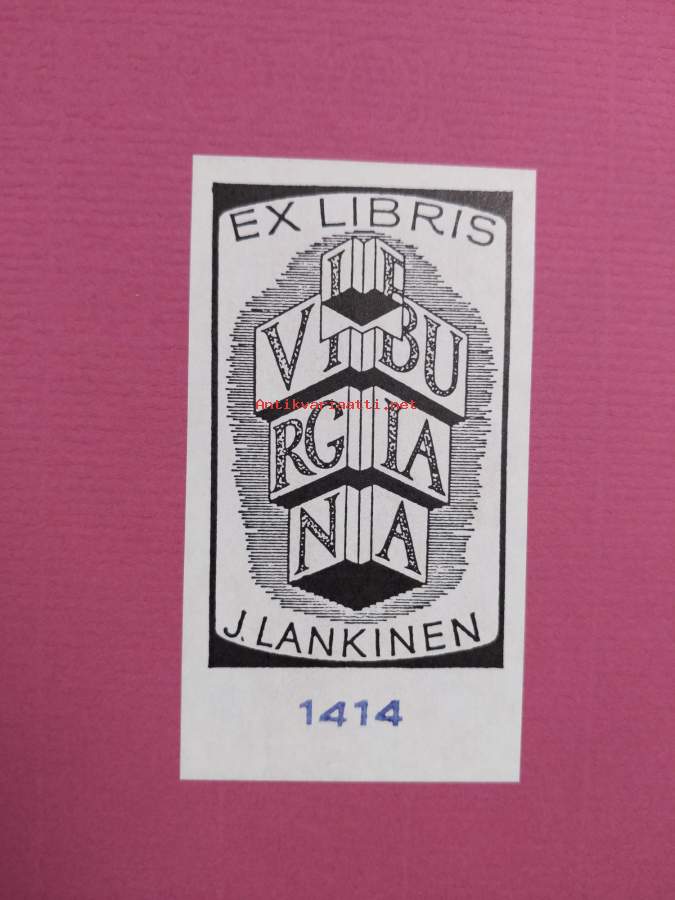 EX LIBRIS
VI BU
Antikvariaatti.net
RG IA
N A
J. LANKINEN
1414